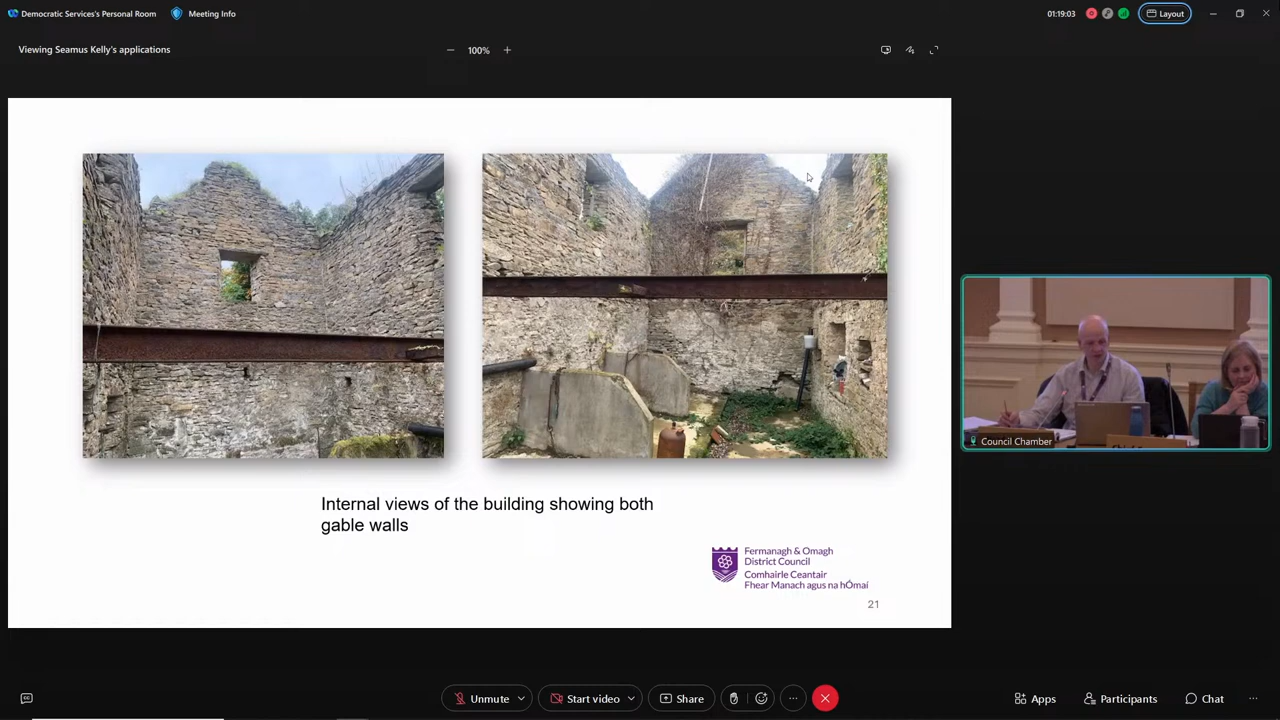 Democratic Services's Personal Room
Meeting Info
01:19:03
Layout
Viewing Seamus Kelly's applications
100%
Internal views of the building showing both
gable walls
Fermanagh & Omagh
District Council
Comhairle Ceantair
Fhear Manach agus na hÓmaí
21
Council Chamber
Unmute
Start video
Share
Apps
Participants
Chat